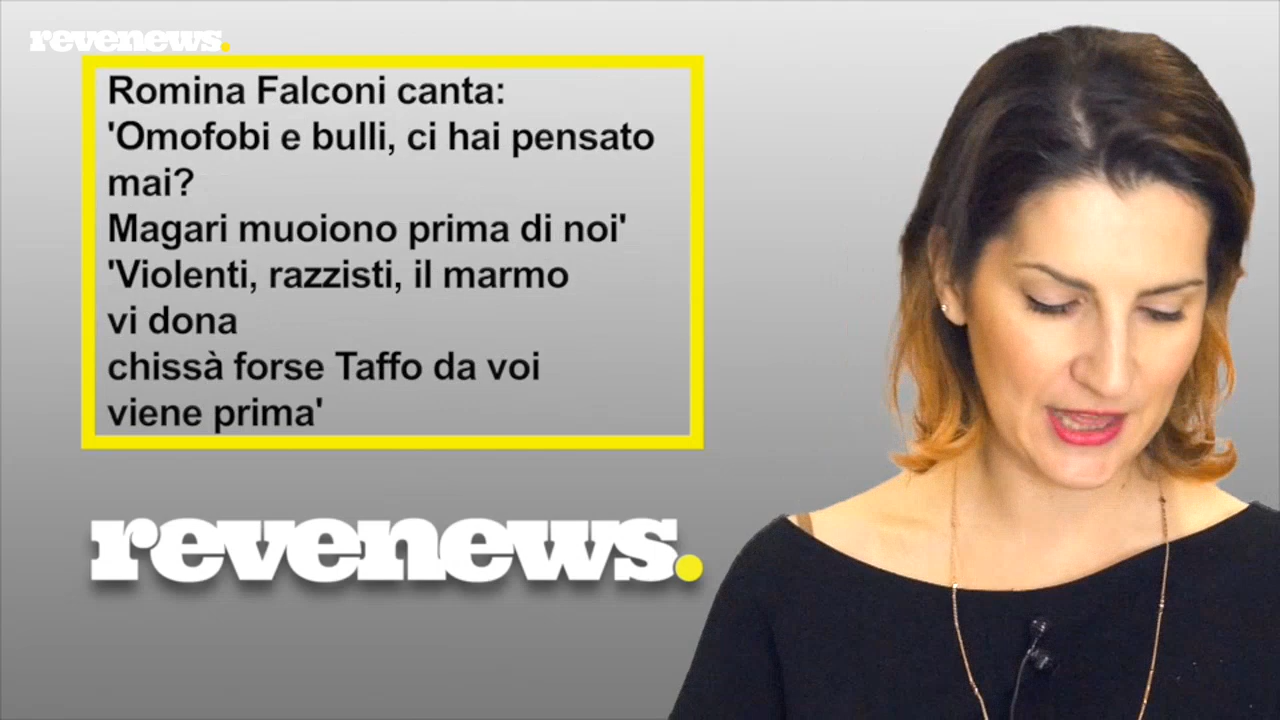 revenews.
Romina Falconi canta:
'Omofobi e bulli, ci hai pensato
mai?
Magari muoiono prima di noi'
'Violenti, razzisti, il marmo
vi dona
chissà forse Taffo da voi
viene prima'
revenews.